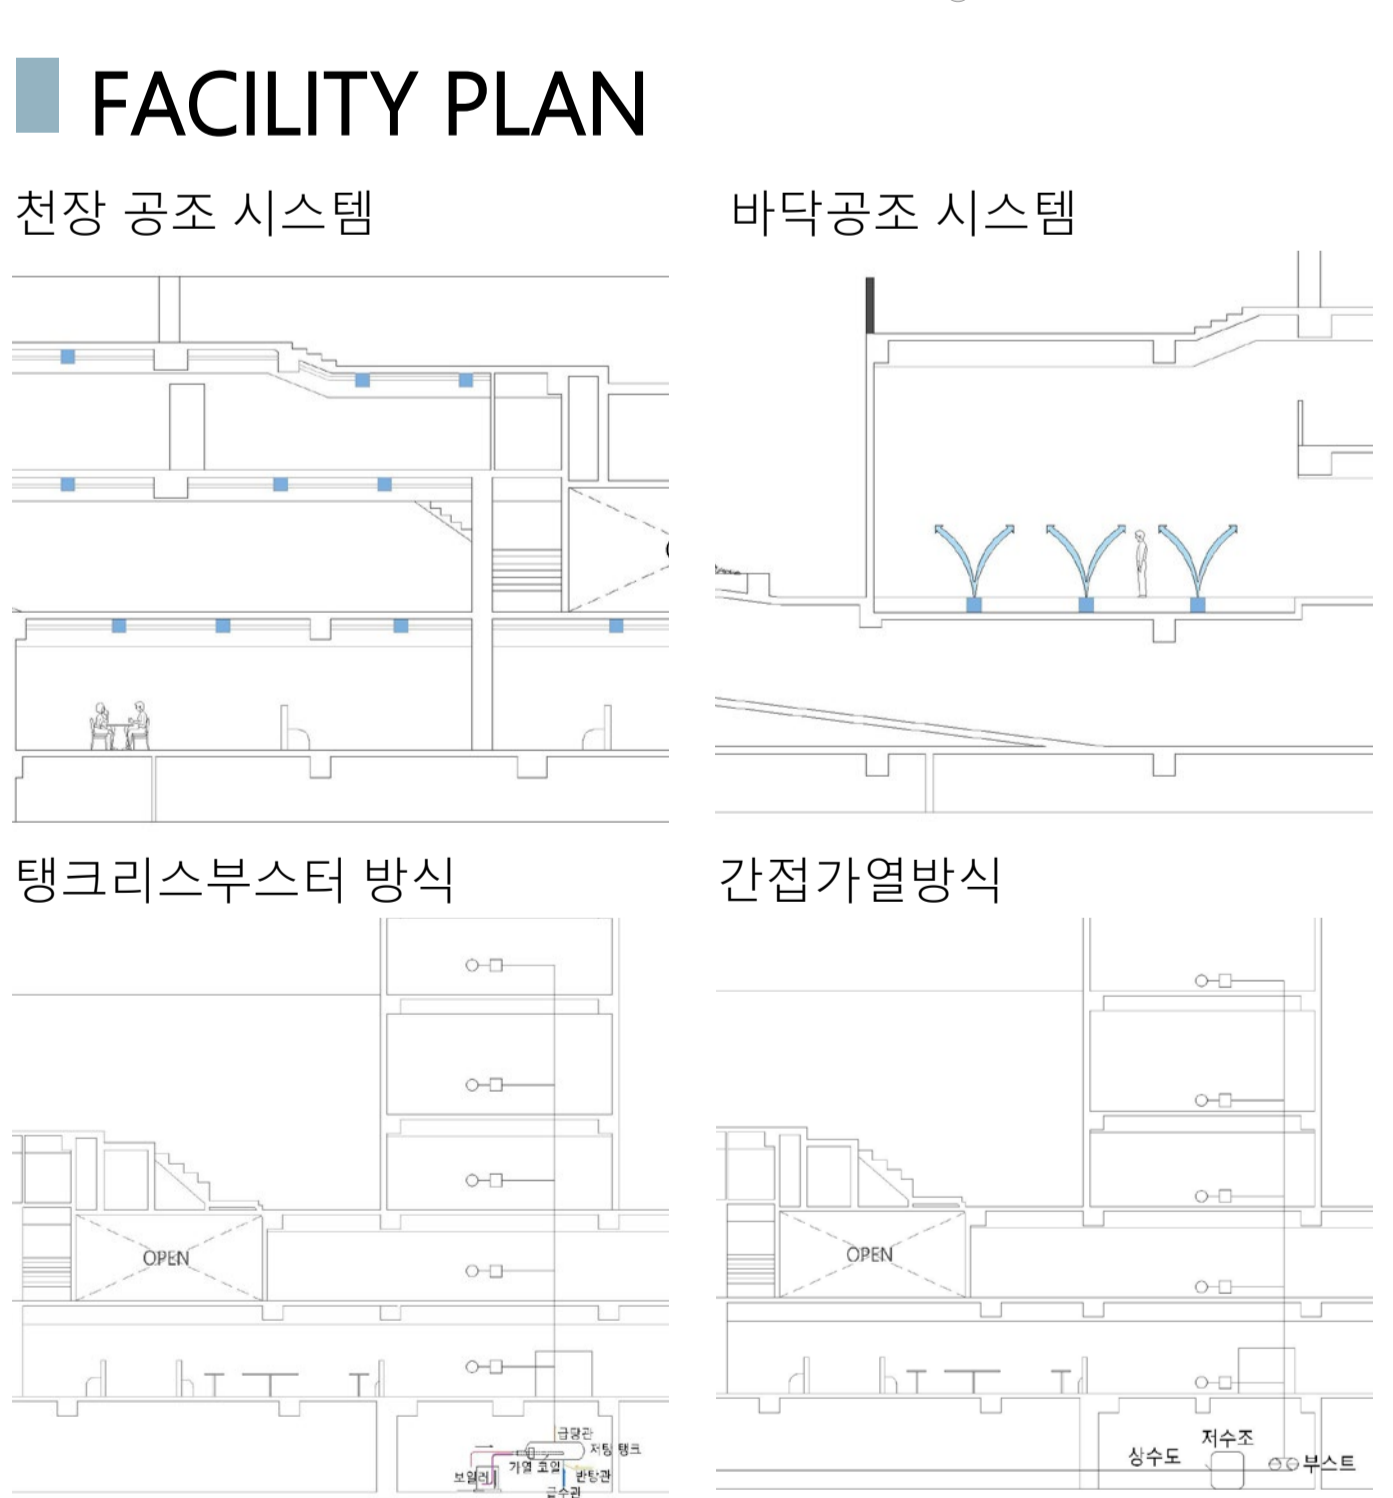 FACILITY PLAN
천장 공조 시스템
바닥공조 시스템
탱크리스부스터 방식
간접가열방식
OPEN
급탕관
저탕 탱크
가열 코일
보일러
반탕관
급수관
OPEN
저수조
상수도
부스트